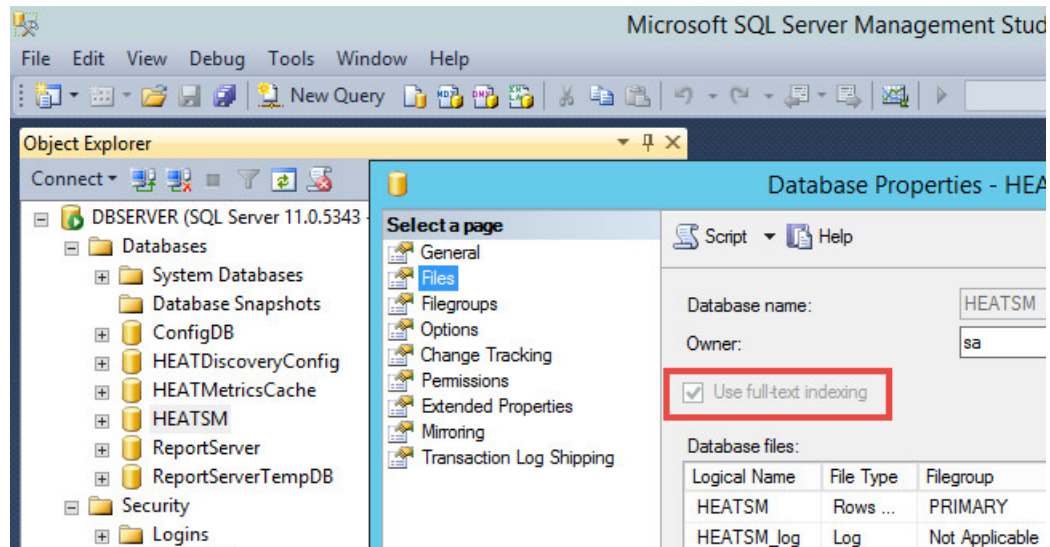 Microsoft SQL Server Management Stud
File Edit View Debug Tools Window Help
New Query
Object Explorer
Connect
DBSERVER (SQL Server 11.0.5343 -
Databases
System Databases
Database Snapshots
ConfigDB
HEATDiscoveryConfig
HEATMetricsCache
HEATSM
ReportServer
ReportServerTempDB
Security
Logins
Database Properties - HEA
Select a page
General
Files
Filegroups
Options
Change Tracking
Permissions
Extended Properties
Mirroring
Transaction Log Shipping
Script Help
Database name: HEATSM
Owner: sa
Use full-text indexing
Database files:
Logical Name File Type Filegroup
HEATSM Rows ... PRIMARY
HEATSM_log Log Not Applicable